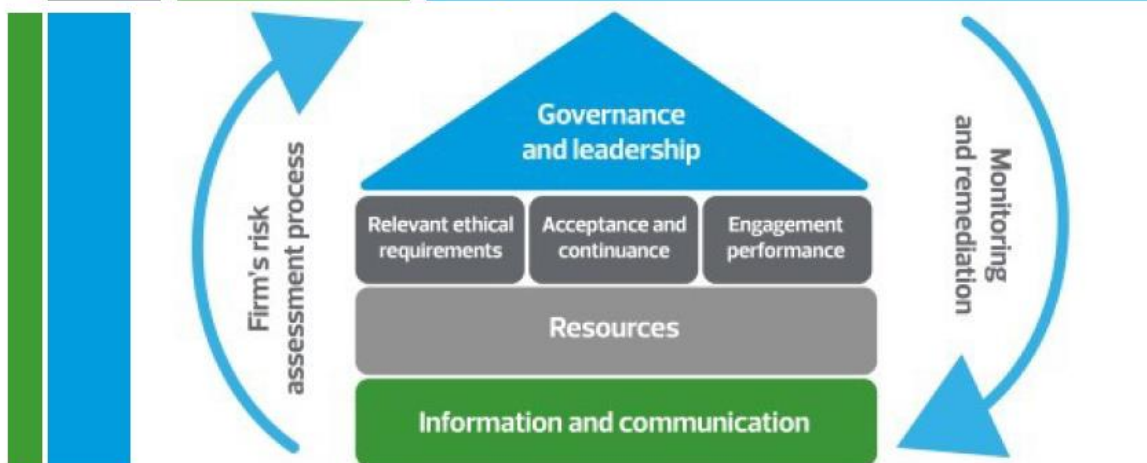 Governance
and leadership
Firm's risk
assessment process
Monitoring
and remediation
Relevant ethical
requirements
Acceptance and
continuance
Engagement
performance
Resources
Information and communication